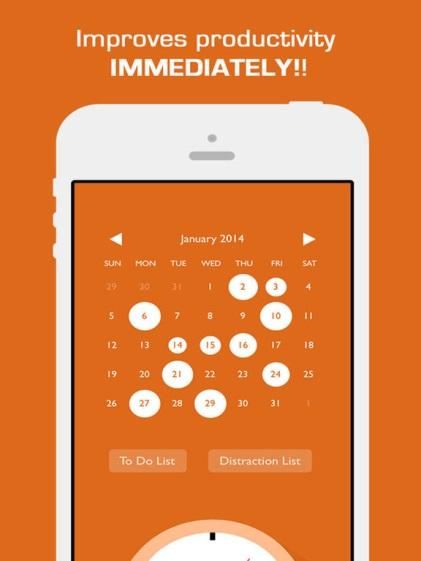 Improves productivity
IMMEDIATELY!!
January 2014
SUN MON TUE WED THU FRI SAT
29 30 31 1 2 3 4
5 6 7 8 9 10 11
12 13 14 15 16 17 18
19 20 21 22 23 24 25
26 27 28 29 30 31 1
To Do List Distraction List